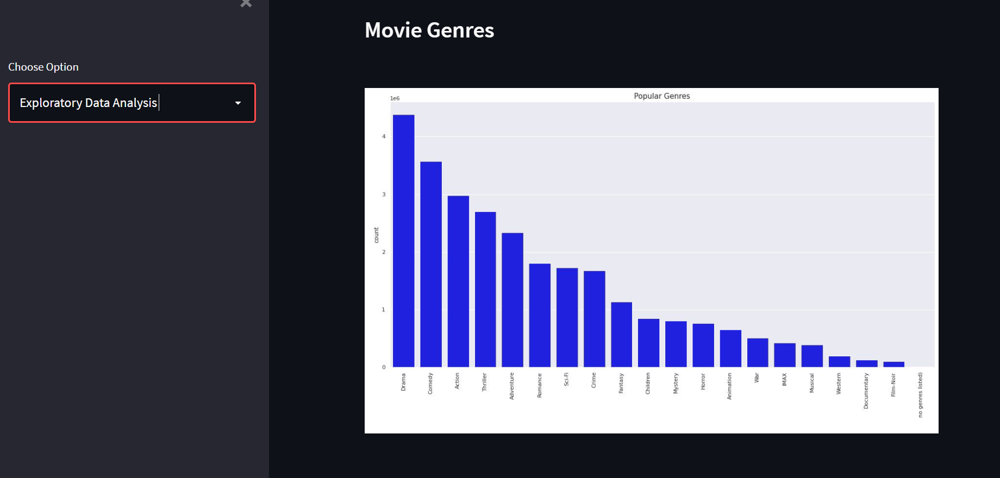 Choose Option
Exploratory Data Analysis
Movie Genres
Popular Genres
1e6
4
3
2
1
0
count
Drama
Comedy
Action
Thriller
Adventure
Romance
Sci-Fi
Crime
Fantasy
Children
Mystery
Horror
Animation
War
IMAX
Musical
Western
Documentary
Film-Noir
no genres listed)